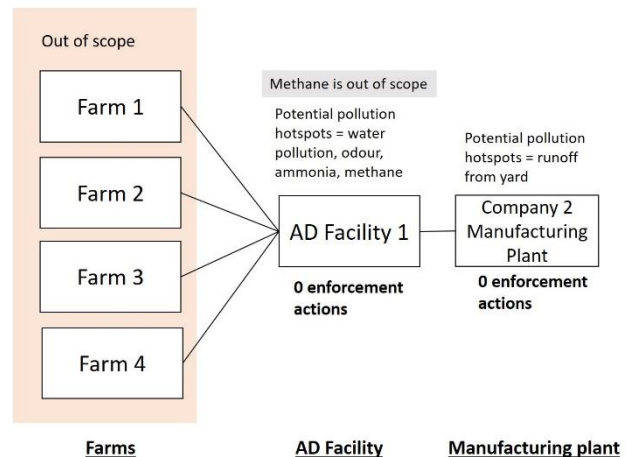 Out of scope
Farm 1
Farm 2
Farm 3
Farm 4
Farms
Methane is out of scope
Potential pollution
hotspots = water
pollution, odour,
ammonia, methane
AD Facility 1
0 enforcement
actions
AD Facility
Potential pollution
hotspots = runoff
from yard
Company 2
Manufacturing
Plant
0 enforcement
actions
Manufacturing plant